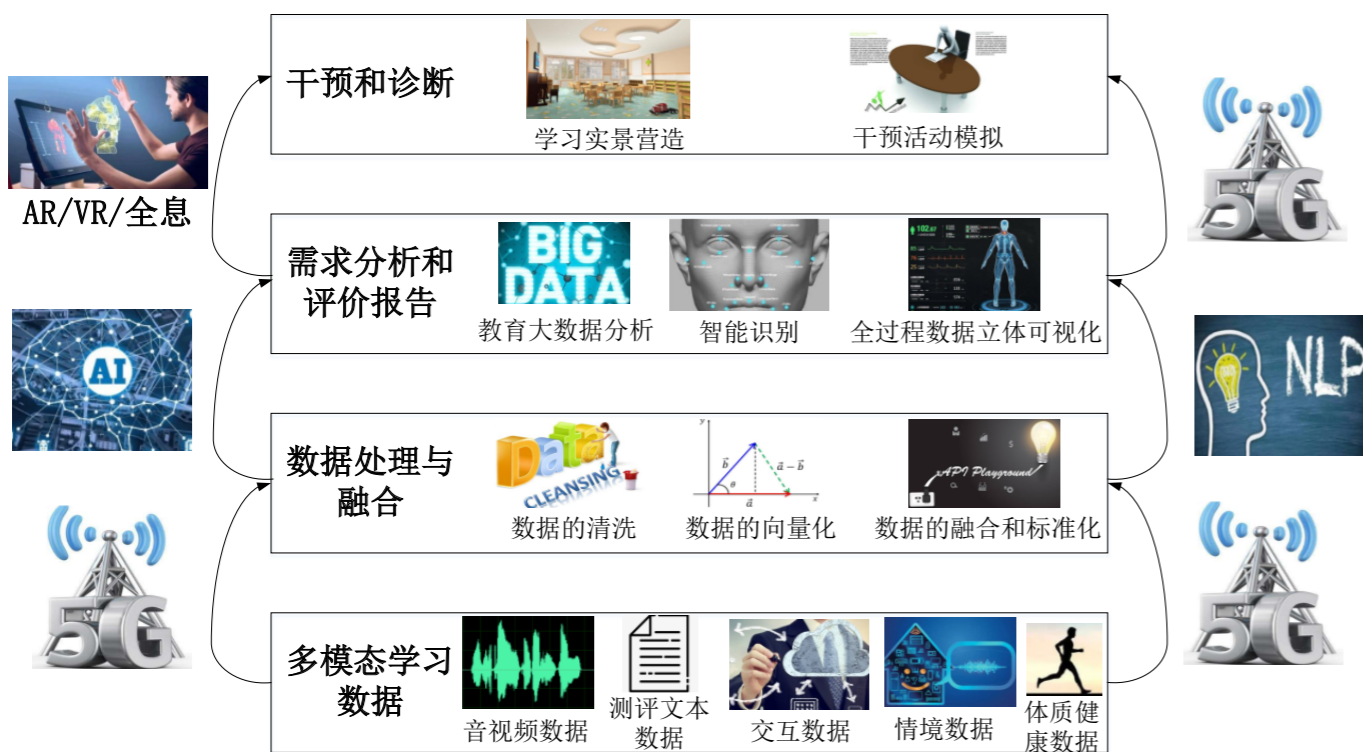 干预和诊断
学习实景营造
干预活动模拟
AR/VR/全息
5G
需求分析和
评价报告
BIG
DATA
102.67
教育大数据分析
智能识别
全过程数据立体可视化
AI
NLP
数据处理与
融合
Data
CLEANSING
y
b
θ
a
a - b
x
xAPI Playground
数据的清洗
数据的向量化
数据的融合和标准化
5G
5G
多模态学习
数据
音视频数据
测评文本
数据
交互数据
情境数据
体质健
康数据